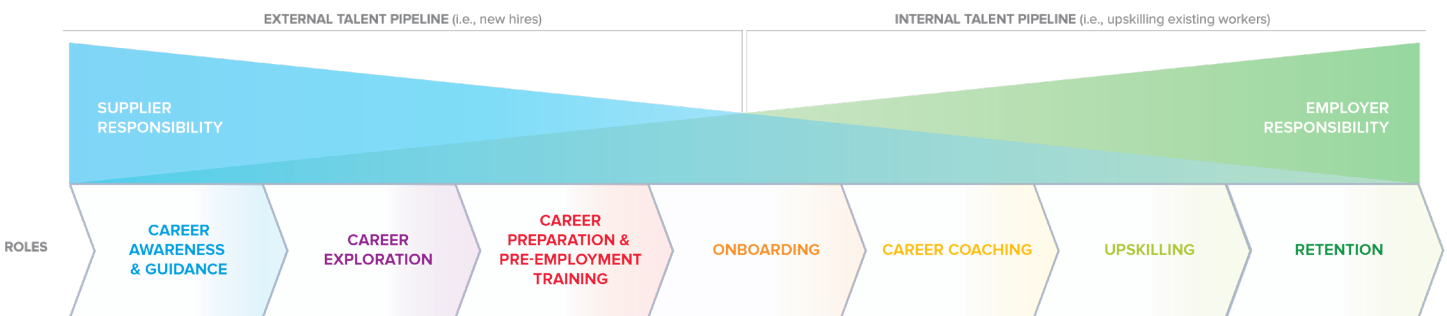 EXTERNAL TALENT PIPELINE (i.e., new hires)
INTERNAL TALENT PIPELINE (i.e., upskilling existing workers)
SUPPLIER
RESPONSIBILITY
EMPLOYER
RESPONSIBILITY
ROLES
CAREER
AWARENESS
& GUIDANCE
CAREER
EXPLORATION
CAREER
PREPARATION &
PRE-EMPLOYMENT
TRAINING
ONBOARDING
CAREER COACHING
UPSKILLING
RETENTION